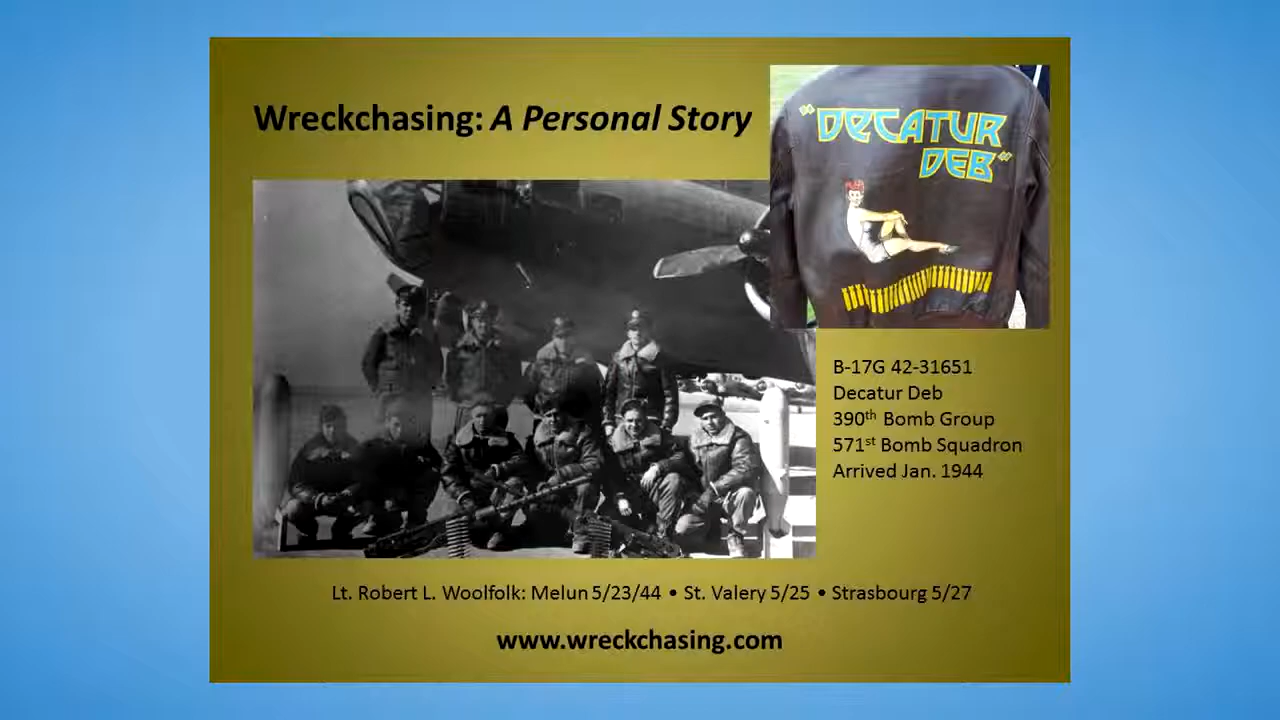 Wreckchasing: A Personal Story
"DECATUR
DEB"
B-17G 42-31651
Decatur Deb
390th Bomb Group
571st Bomb Squadron
Arrived Jan. 1944
Lt. Robert L. Woolfolk: Melun 5/23/44 • St. Valery 5/25 • Strasbourg 5/27
www.wreckchasing.com